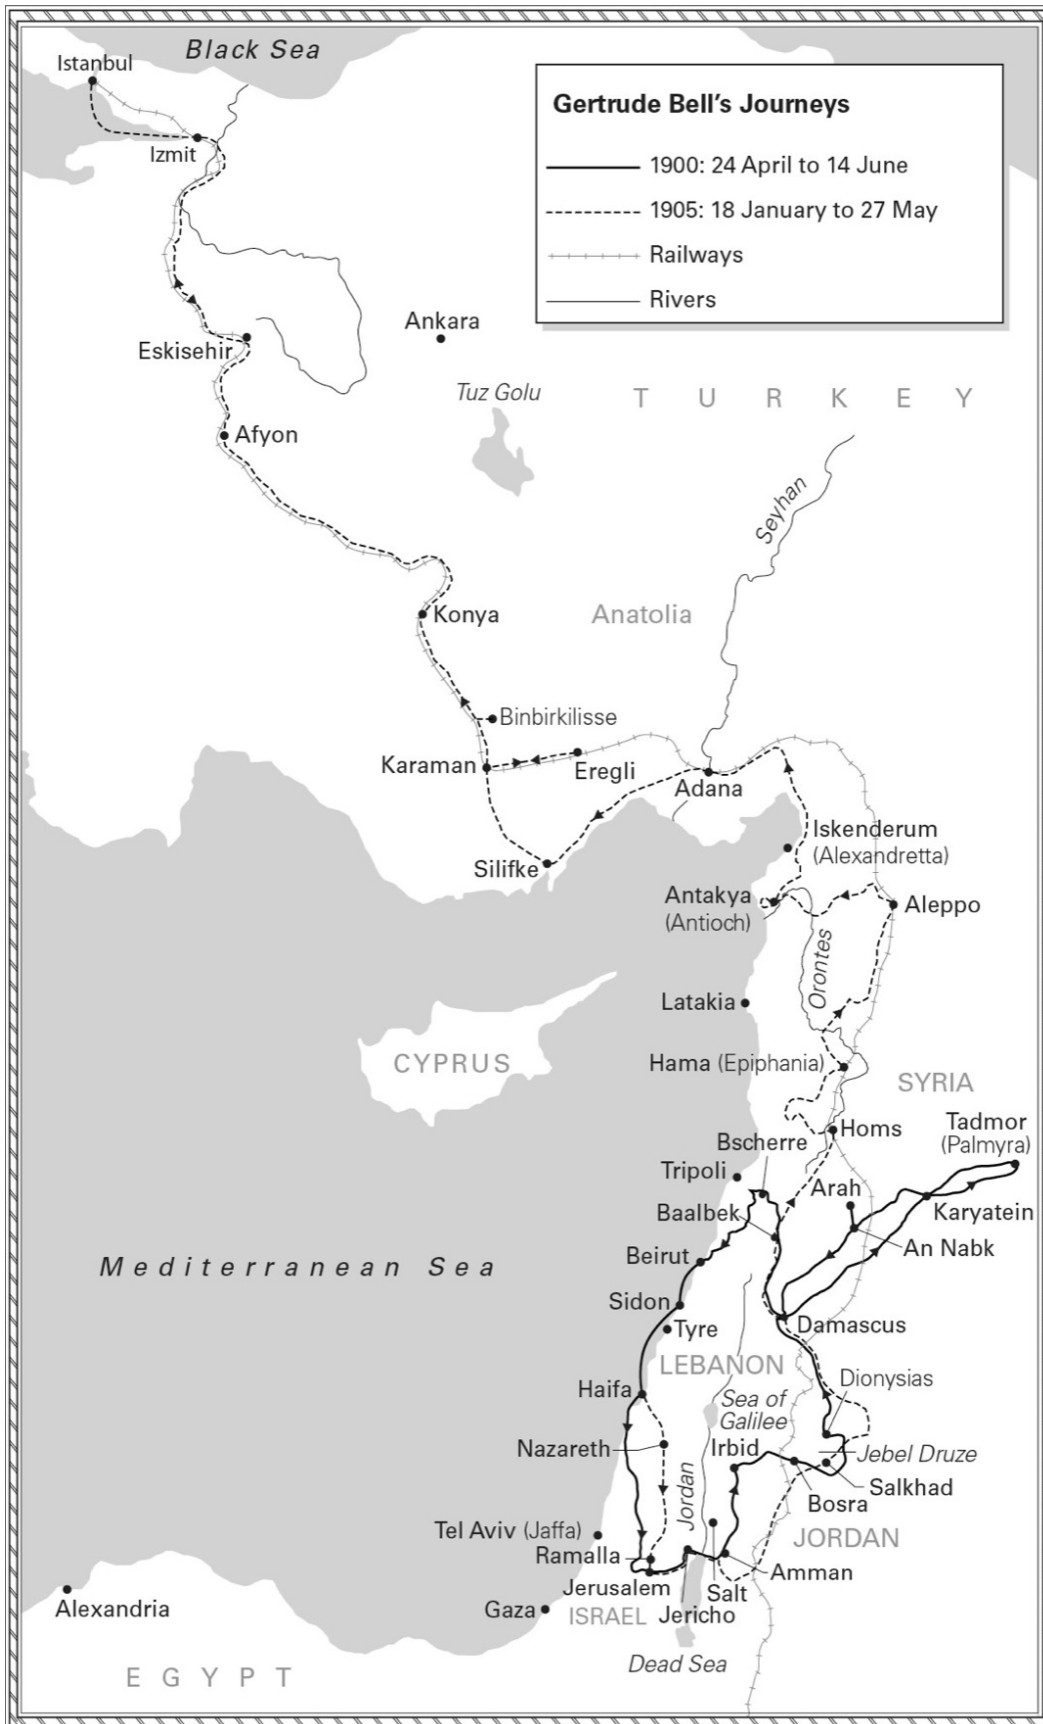 Black Sea
Istanbul
Izmit
Gertrude Bell's Journeys
1900: 24 April to 14 June
1905: 18 January to 27 May
Railways
Rivers
Ankara
Eskisehir
Tuz Golu
TURKEY
Afyon
Seyhan
Konya
Anatolia
Binbirkilisse
Karaman
Eregli
Adana
Silifke
Iskenderum
(Alexandretta)
Antakya
(Antioch)
Aleppo
Orontes
Latakia
CYPRUS
Hama (Epiphania)
SYRIA
Homs
Tadmor
(Palmyra)
Bscherre
Tripoli
Arah
Baalbek
Karyatein
An Nabk
Mediterranean Sea
Beirut
Sidon
Tyre
Damascus
LEBANON
Dionysias
Haifa
Sea of
Galilee
Nazareth
Irbid
Jebel Druze
Salkhad
Bosra
Jordan
Tel Aviv (Jaffa)
JORDAN
Ramalla
Amman
Jerusalem
Salt
Jericho
Alexandria
Gaza
ISRAEL
Dead Sea
EGYPT